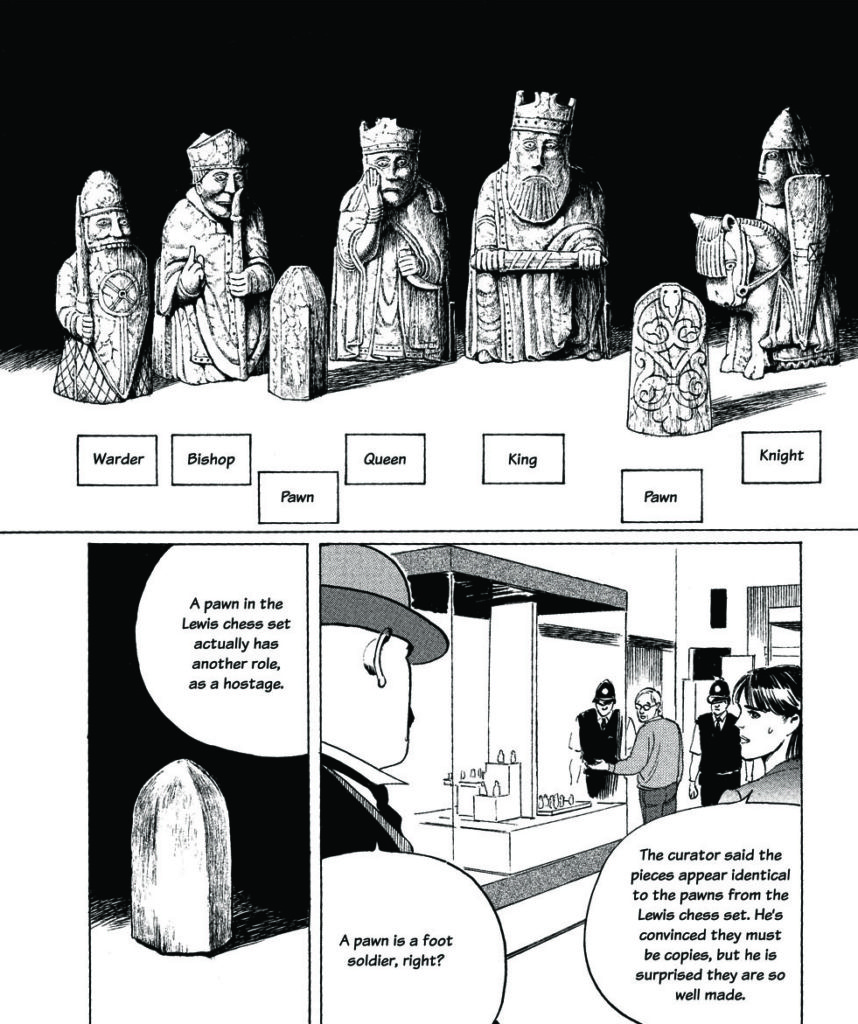 Warder
Bishop
Pawn
Queen
King
Pawn
Knight
The curator said the
pieces appear identical
to the pawns from the
Lewis chess set. He's
convinced they must
be copies, but he is
surprised they are so
well made.
A pawn is a foot
soldier, right?
A pawn in the
Lewis chess set
actually has
another role,
as a hostage.